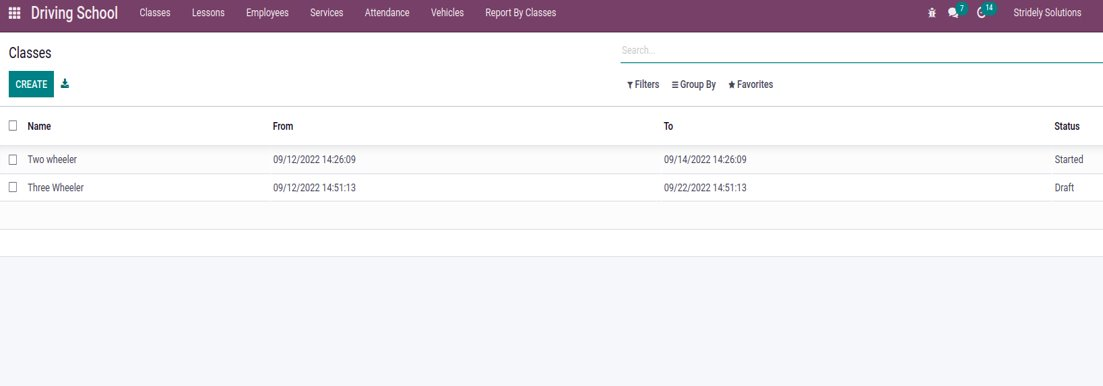 Driving School Classes Lessons Employees Services Attendance Vehicles Report By Classes 7 14 Stridely Solutions
Classes
Search...
CREATE
Filters Group By Favorites
Name From To Status
Two wheeler 09/12/2022 14:26:09 09/14/2022 14:26:09 Started
Three Wheeler 09/12/2022 14:51:13 09/22/2022 14:51:13 Draft